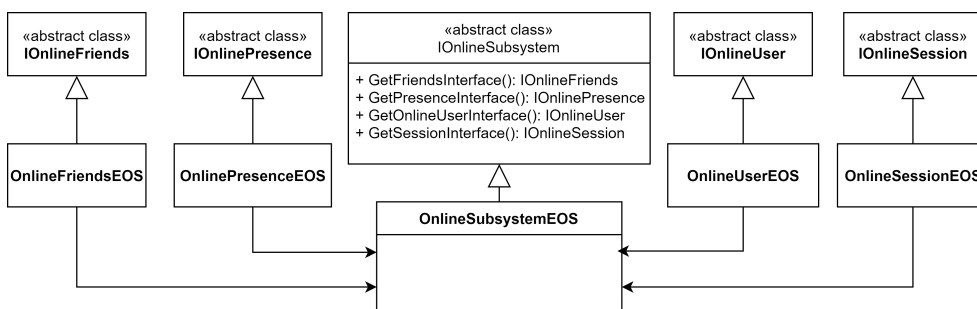 «abstract class»
IOnlineFriends
«abstract class»
IOnlinePresence
«abstract class»
IOnlineSubsystem
+ GetFriendsInterface(): IOnlineFriends
+ GetPresenceInterface(): IOnlinePresence
+ GetOnlineUserInterface(): IOnlineUser
+ GetSessionInterface(): IOnlineSession
«abstract class»
IOnlineUser
«abstract class»
IOnlineSession
OnlineFriendsEOS
OnlinePresenceEOS
OnlineUserEOS
OnlineSessionEOS
OnlineSubsystemEOS